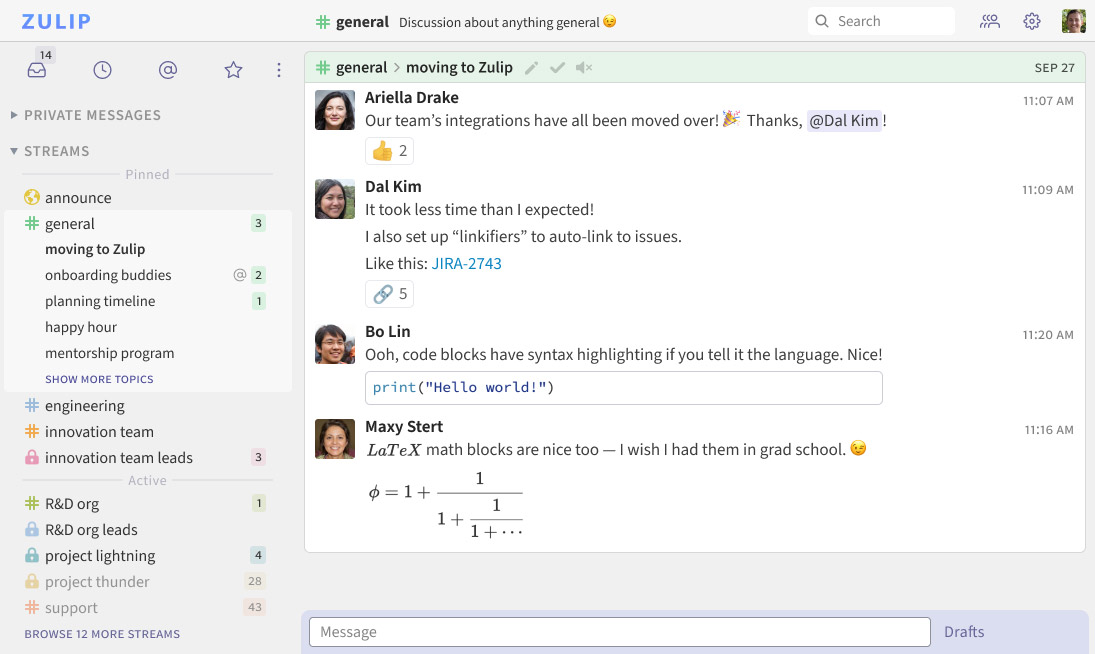 ZULIP
# general Discussion about anything general
Search
14
PRIVATE MESSAGES
STREAMS
Pinned
announce
# general 3
moving to Zulip
onboarding buddies @ 2
planning timeline 1
happy hour
mentorship program
SHOW MORE TOPICS
# engineering
# innovation team
innovation team leads 3
Active
# R&D org 1
R&D org leads
project lightning 4
project thunder 28
# support 43
BROWSE 12 MORE STREAMS
# general > moving to Zulip SEP 27
Ariella Drake 11:07 AM
Our team’s integrations have all been moved over! 🎉 Thanks, @Dal Kim !
👍 2
Dal Kim 11:09 AM
It took less time than I expected!
I also set up “linkifiers” to auto-link to issues.
Like this: JIRA-2743
🔗 5
Bo Lin 11:20 AM
Ooh, code blocks have syntax highlighting if you tell it the language. Nice!
print("Hello world!")
Maxy Stert 11:16 AM
LaTeX math blocks are nice too — I wish I had them in grad school. 😉
1
ϕ = 1 +
1
1 +
1 + ⋯
Message
Drafts